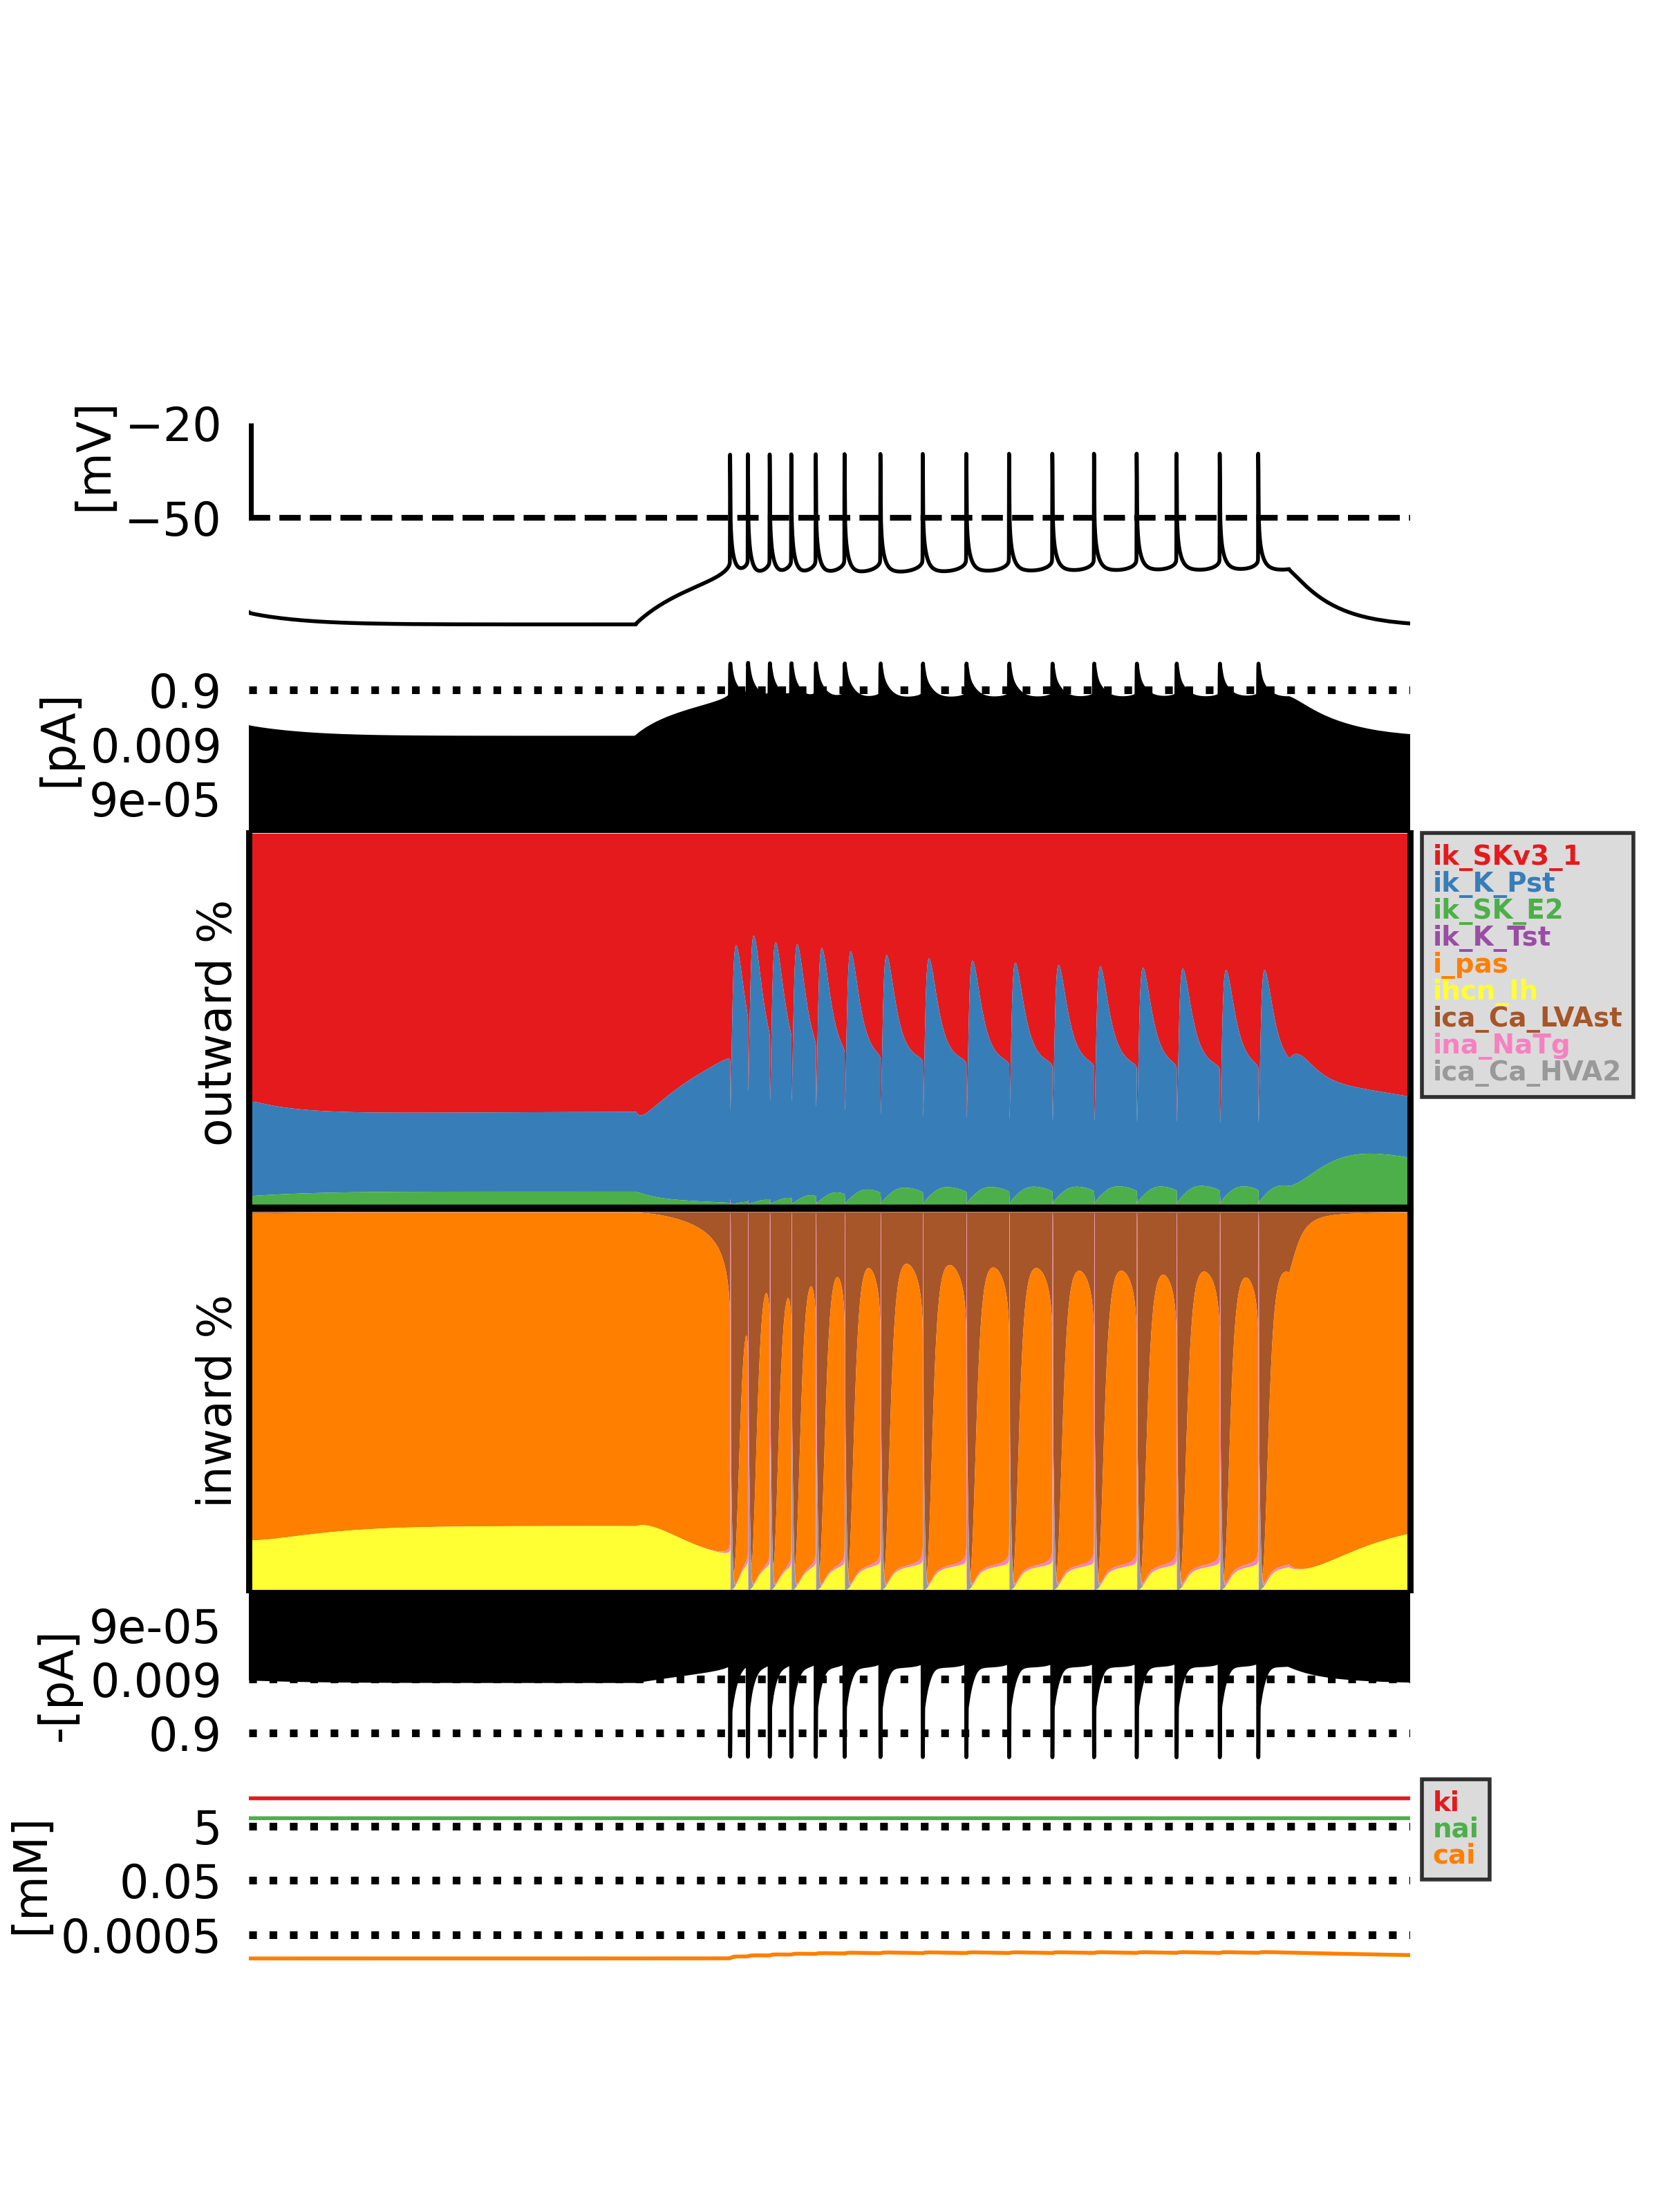 [mV]
−20
−50
[pA]
0.9
0.009
9e-05
outward %
ik_SKv3_1
ik_K_Pst
ik_SK_E2
ik_K_Tst
i_pas
ihcn_Ih
ica_Ca_LVAst
ina_NaTg
ica_Ca_HVA2
inward %
-[pA]
9e-05
0.009
0.9
[mM]
5
0.05
0.0005
ki
nai
cai